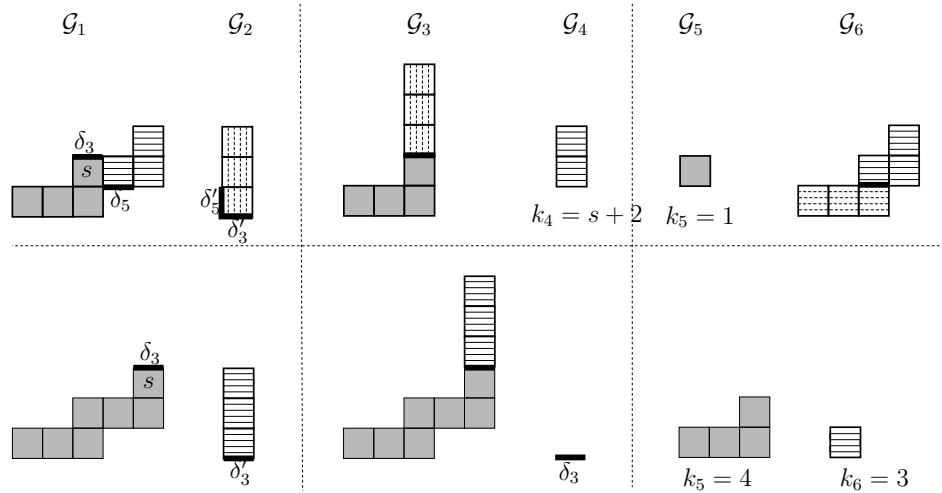 𝒢₁ 𝒢₂ 𝒢₃ 𝒢₄ 𝒢₅ 𝒢₆
δ₃
s
δ₅
δ′₅
δ′₃
k₄ = s + 2
k₅ = 1
δ₃
s
δ′₃
δ₃
k₅ = 4
k₆ = 3